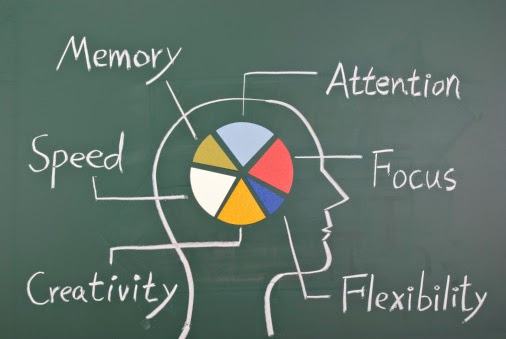 Memory
Attention
Speed
Focus
Creativity
Flexibility